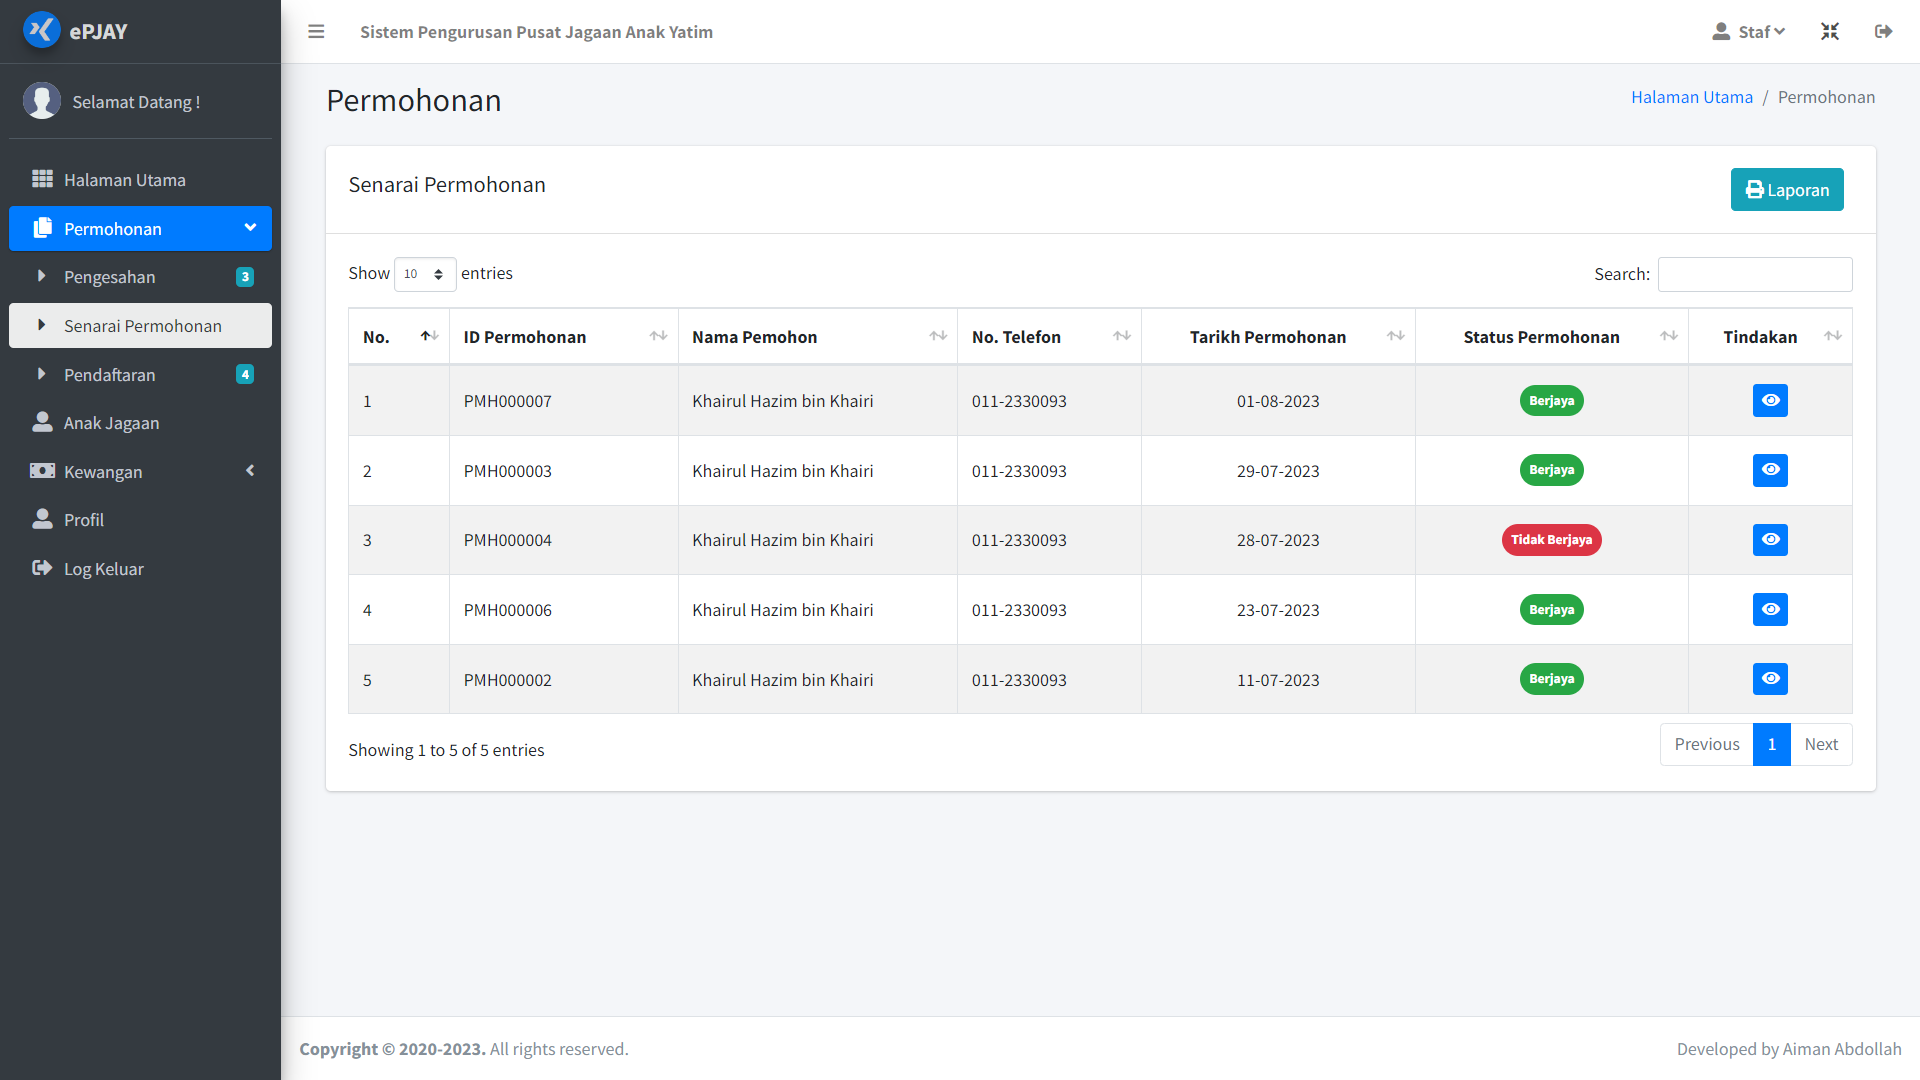 ePJAY
Sistem Pengurusan Pusat Jagaan Anak Yatim
Staf
Selamat Datang !
Halaman Utama
Permohonan
Pengesahan 3
Senarai Permohonan
Pendaftaran 4
Anak Jagaan
Kewangan
Profil
Log Keluar
Permohonan
Halaman Utama / Permohonan
Senarai Permohonan
Laporan
Show 10 entries
Search:
No. ID Permohonan Nama Pemohon No. Telefon Tarikh Permohonan Status Permohonan Tindakan
1 PMH000007 Khairul Hazim bin Khairi 011-2330093 01-08-2023 Berjaya
2 PMH000003 Khairul Hazim bin Khairi 011-2330093 29-07-2023 Berjaya
3 PMH000004 Khairul Hazim bin Khairi 011-2330093 28-07-2023 Tidak Berjaya
4 PMH000006 Khairul Hazim bin Khairi 011-2330093 23-07-2023 Berjaya
5 PMH000002 Khairul Hazim bin Khairi 011-2330093 11-07-2023 Berjaya
Showing 1 to 5 of 5 entries
Previous 1 Next
Copyright © 2020-2023. All rights reserved.
Developed by Aiman Abdollah